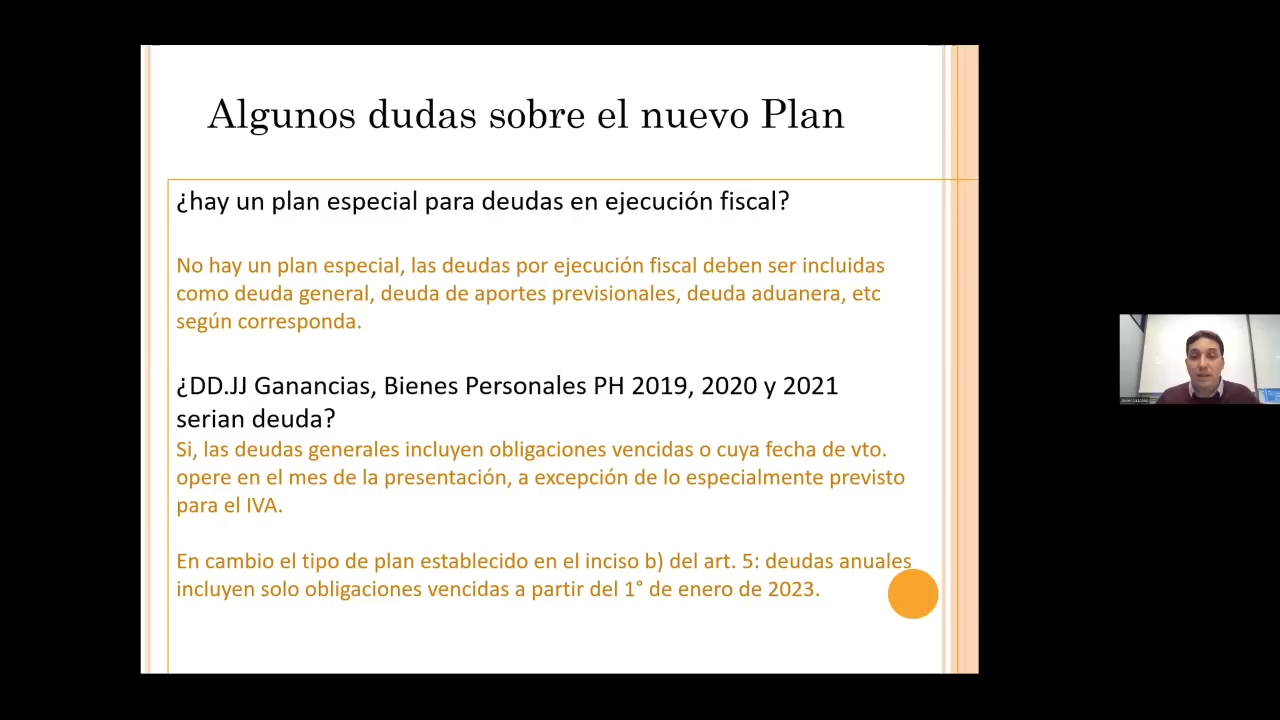 Algunos dudas sobre el nuevo Plan
¿hay un plan especial para deudas en ejecución fiscal?
No hay un plan especial, las deudas por ejecución fiscal deben ser incluidas
como deuda general, deuda de aportes previsionales, deuda aduanera, etc
según corresponda.
¿DD.JJ Ganancias, Bienes Personales PH 2019, 2020 y 2021
serian deuda?
Si, las deudas generales incluyen obligaciones vencidas o cuya fecha de vto.
opere en el mes de la presentación, a excepción de lo especialmente previsto
para el IVA.
En cambio el tipo de plan establecido en el inciso b) del art. 5: deudas anuales
incluyen solo obligaciones vencidas a partir del 1° de enero de 2023.